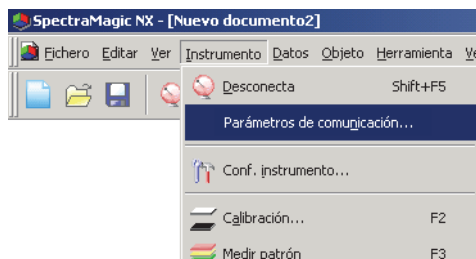 SpectraMagic NX - [Nuevo documento2]
Fichero Editar Ver Instrumento Datos Objeto Herramienta
Desconecta Shift+F5
Parámetros de comunicación...
Conf. instrumento...
Calibración... F2
Medir patrón F3